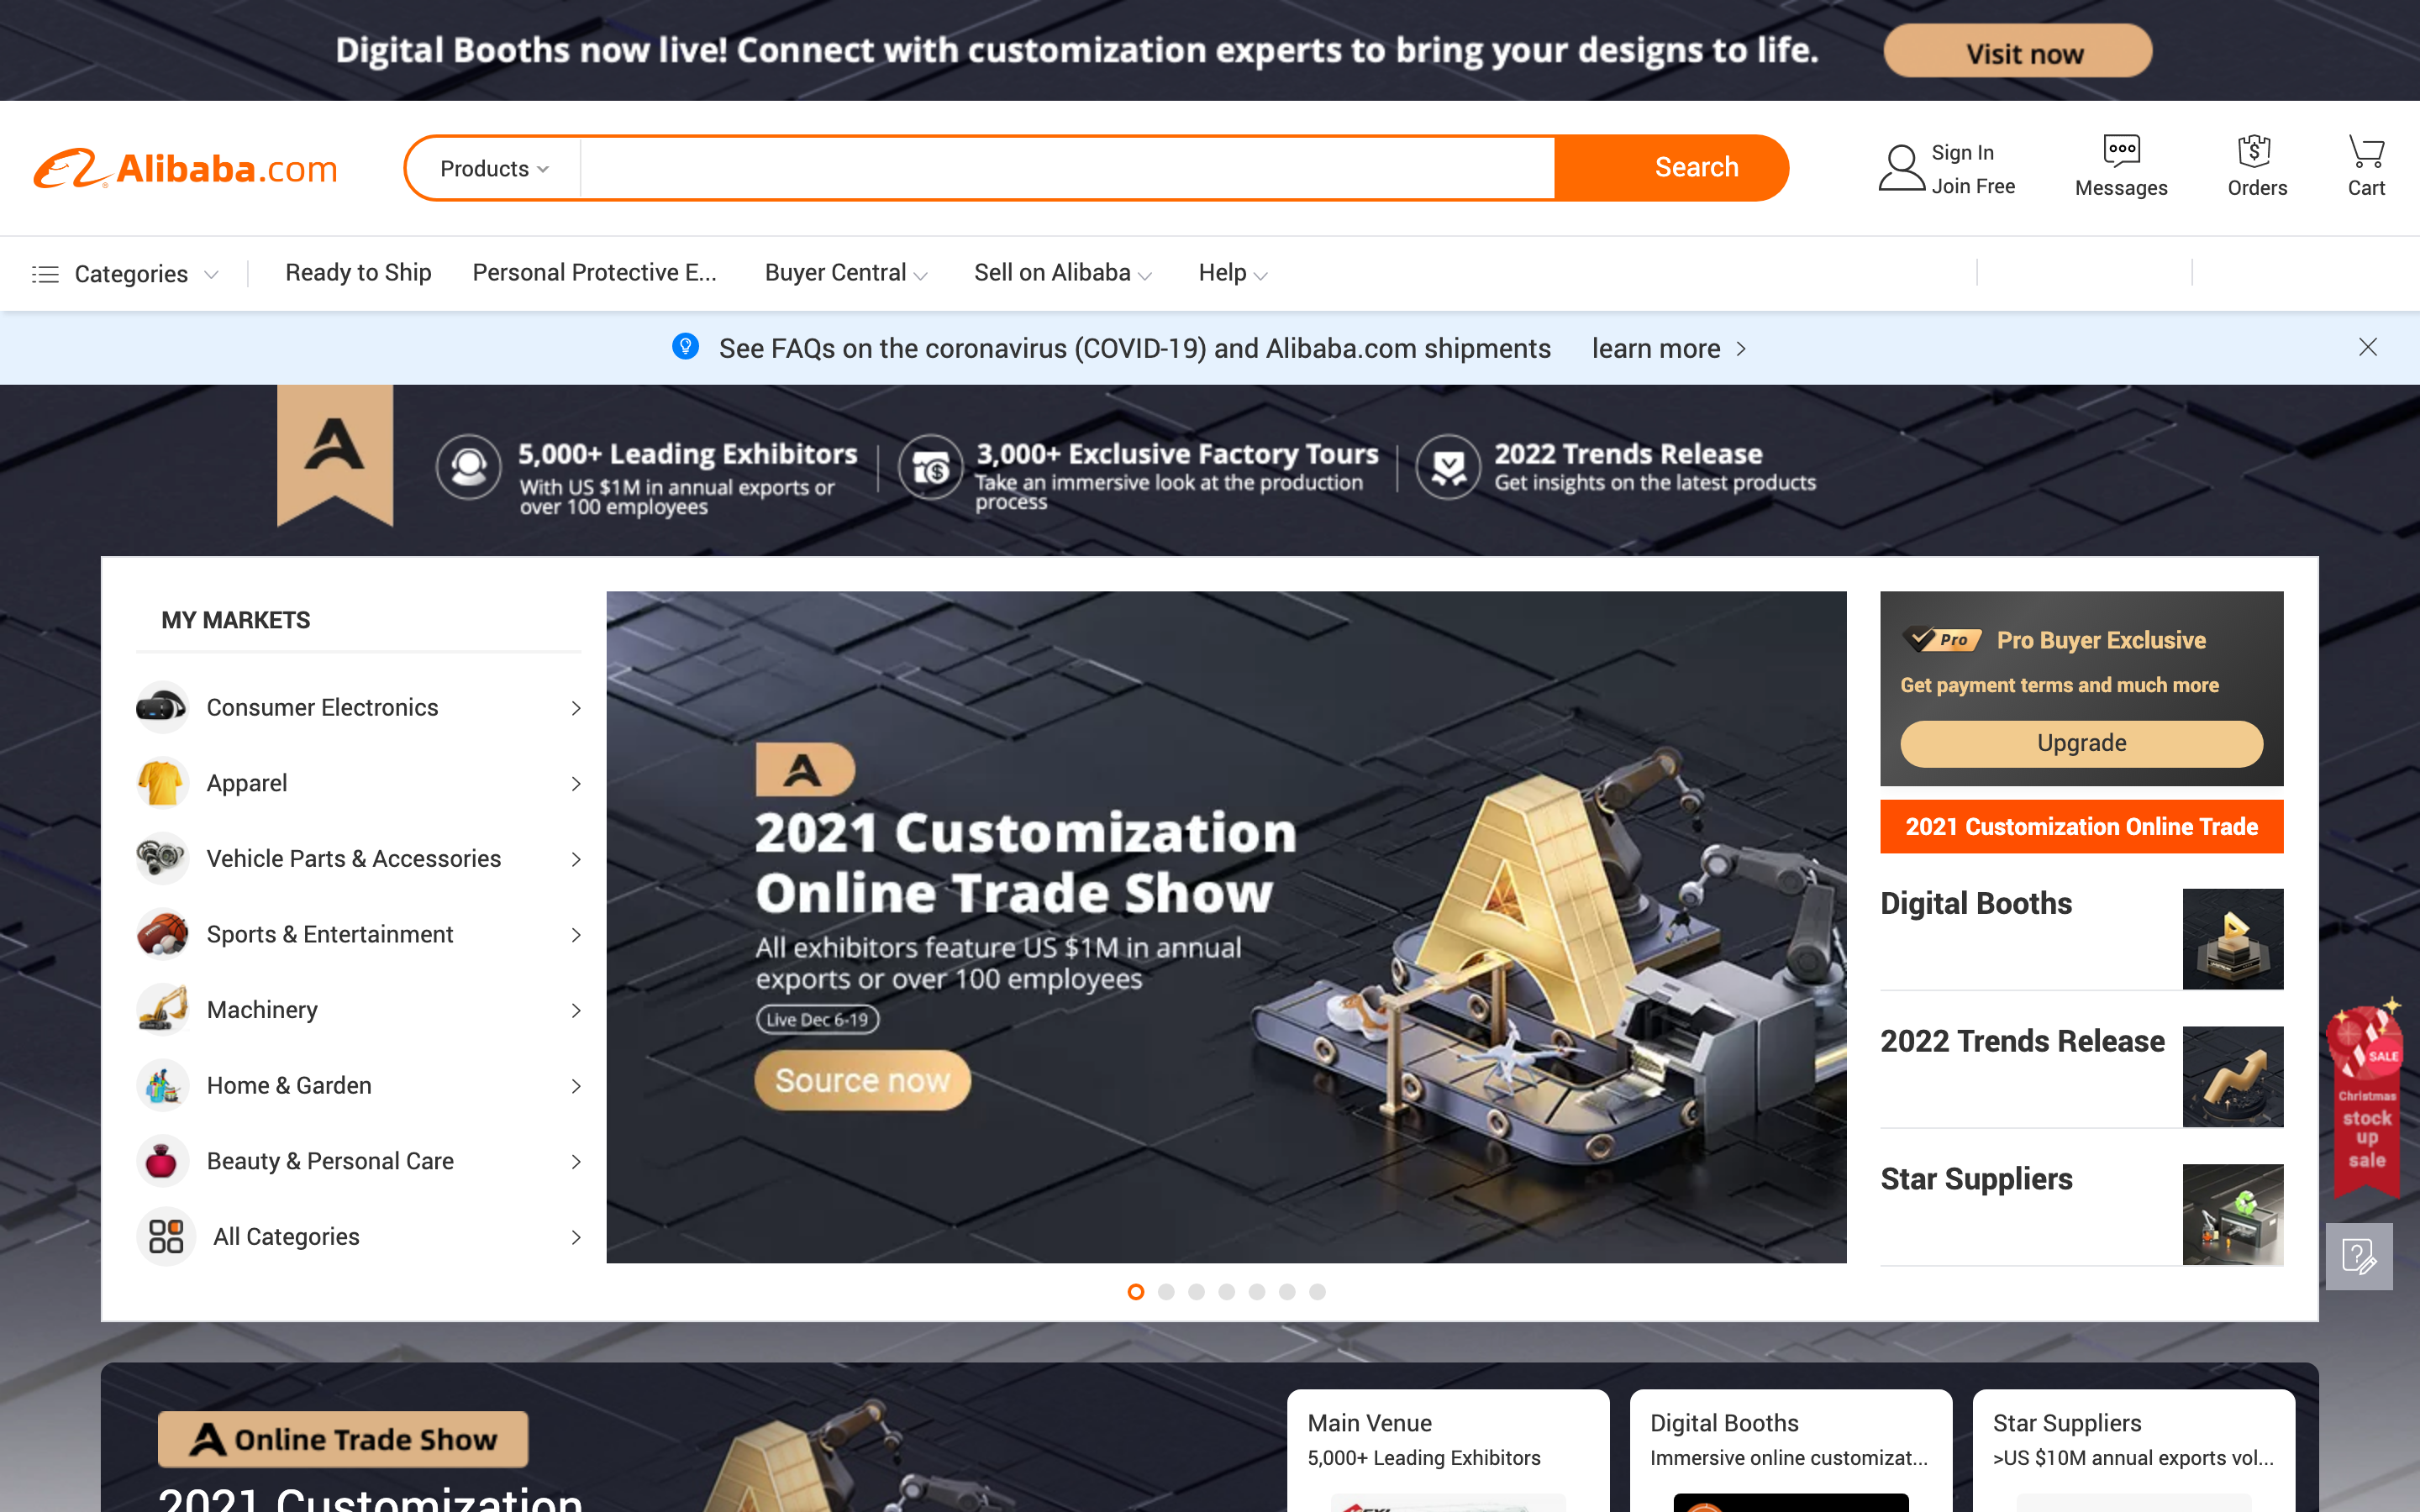 Digital Booths now live! Connect with customization experts to bring your designs to life.
Visit now
Alibaba.com
Products
Search
Sign In
Join Free
Messages
Orders
Cart
Categories
Ready to Ship
Personal Protective E...
Buyer Central
Sell on Alibaba
Help
See FAQs on the coronavirus (COVID-19) and Alibaba.com shipments
learn more
5,000+ Leading Exhibitors
With US $1M in annual exports or
over 100 employees
3,000+ Exclusive Factory Tours
Take an immersive look at the production
process
2022 Trends Release
Get insights on the latest products
MY MARKETS
Consumer Electronics
Apparel
Vehicle Parts & Accessories
Sports & Entertainment
Machinery
Home & Garden
Beauty & Personal Care
All Categories
2021 Customization
Online Trade Show
All exhibitors feature US $1M in annual
exports or over 100 employees
Live Dec 6-19
Source now
Pro
Pro Buyer Exclusive
Get payment terms and much more
Upgrade
2021 Customization Online Trade
Digital Booths
2022 Trends Release
Star Suppliers
SALE
Christmas
stock
up
sale
Online Trade Show
2021 Customization
Main Venue
5,000+ Leading Exhibitors
Digital Booths
Immersive online customizat...
Star Suppliers
>US $10M annual exports vol...